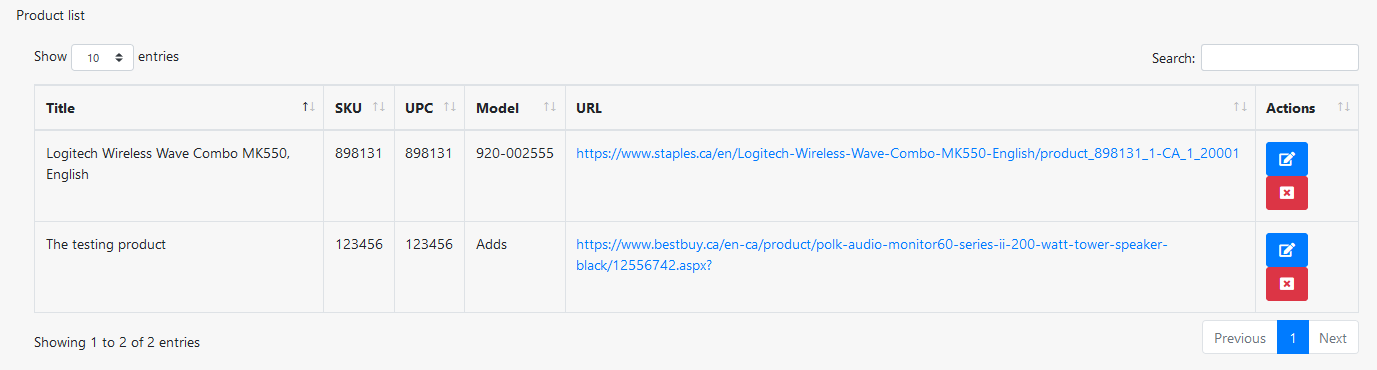 Product list
Show 10 entries
Search:
Title SKU UPC Model URL Actions
Logitech Wireless Wave Combo MK550, 898131 898131 920-002555 https://www.staples.ca/en/Logitech-Wireless-Wave-Combo-MK550-English/product_898131_1-CA_1_20001
English
The testing product 123456 123456 Adds https://www.bestbuy.ca/en-ca/product/polk-audio-monitor60-series-ii-200-watt-tower-speaker-
black/12556742.aspx?
Showing 1 to 2 of 2 entries
Previous 1 Next